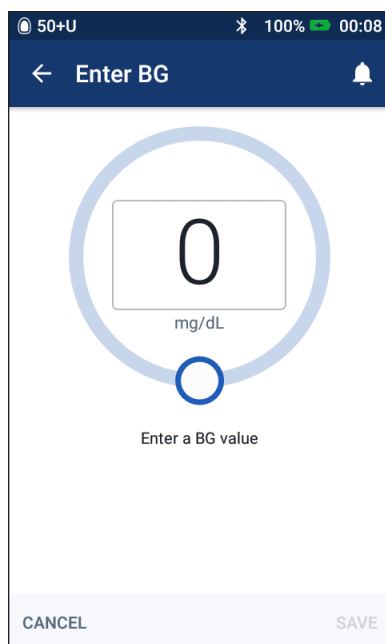 50+U 100% 00:08
Enter BG
0
mg/dL
Enter a BG value
CANCEL SAVE